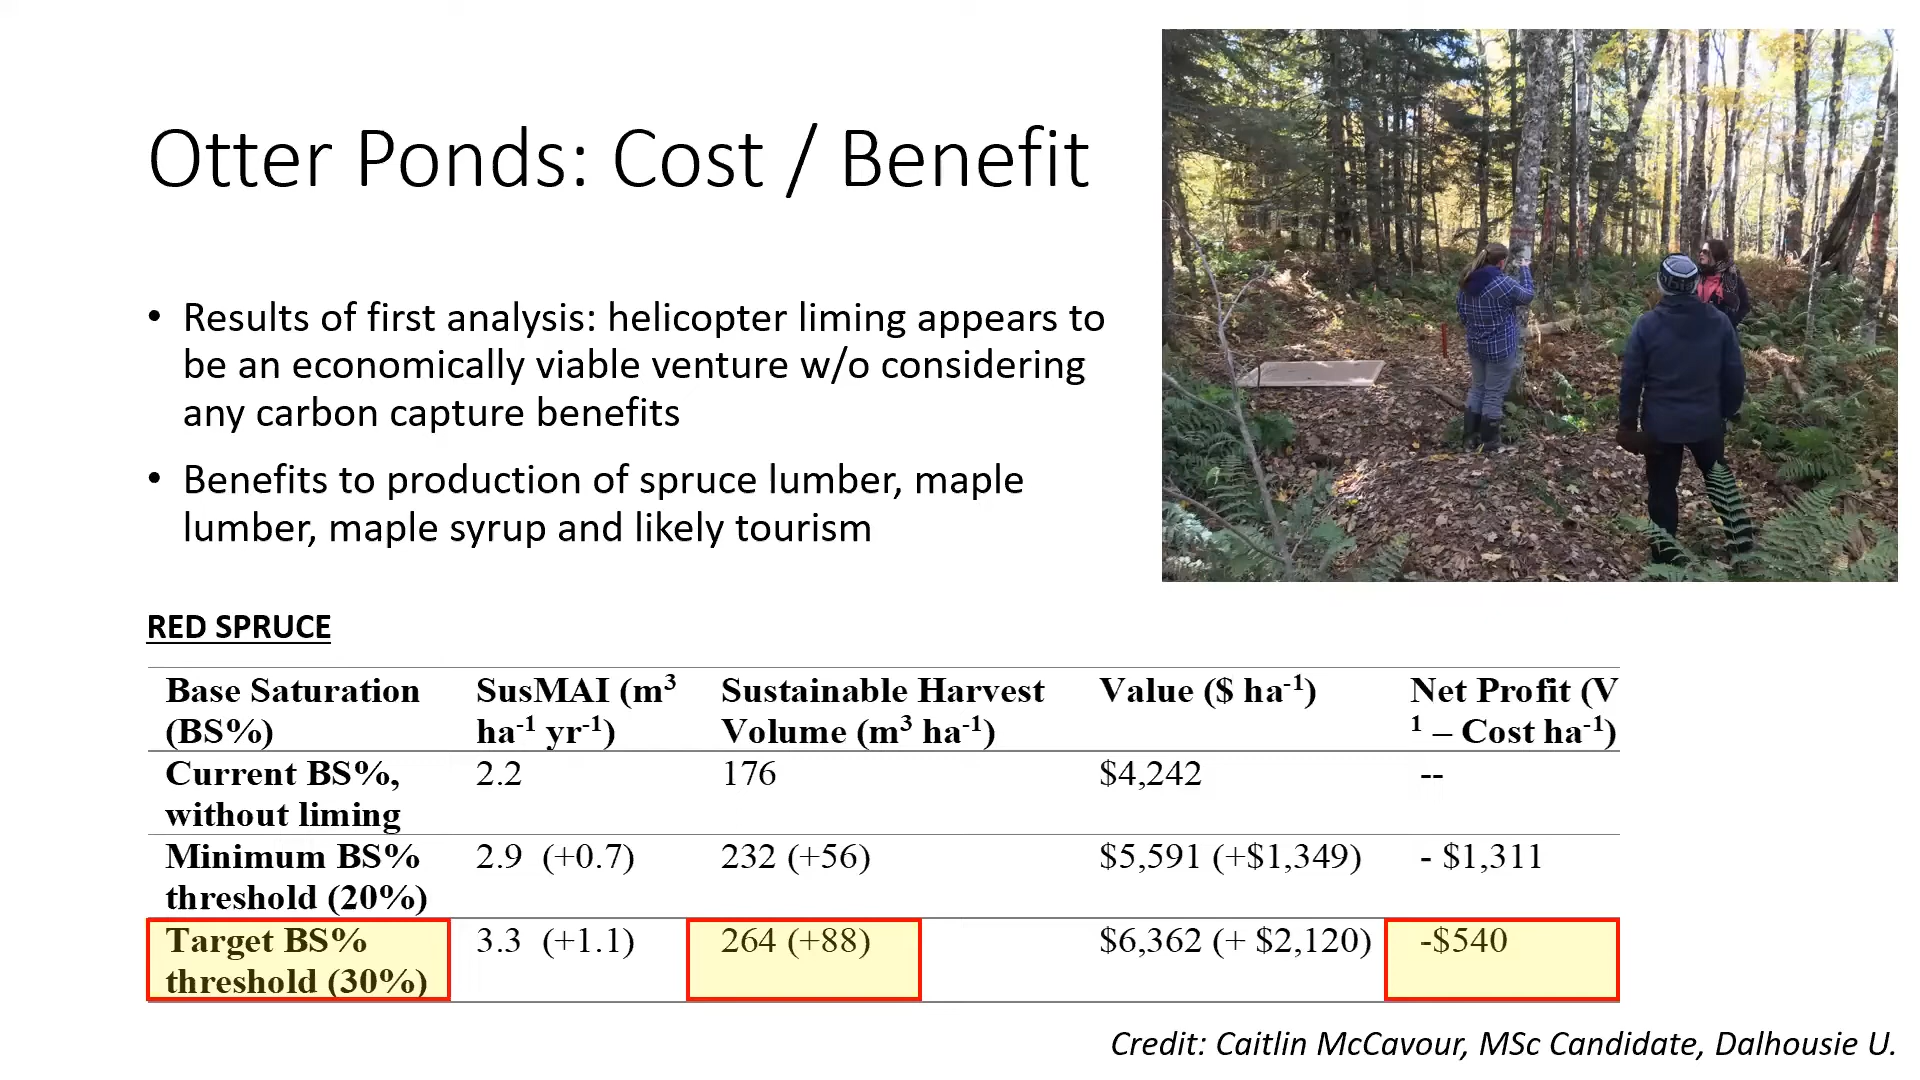 Otter Ponds: Cost / Benefit
• Results of first analysis: helicopter liming appears to
be an economically viable venture w/o considering
any carbon capture benefits
• Benefits to production of spruce lumber, maple
lumber, maple syrup and likely tourism
RED SPRUCE
Base Saturation (BS%) SusMAI (m³ ha⁻¹ yr⁻¹) Sustainable Harvest Volume (m³ ha⁻¹) Value ($ ha⁻¹) Net Profit (V ¹ – Cost ha⁻¹)
Current BS%, without liming 2.2 176 $4,242 --
Minimum BS% threshold (20%) 2.9 (+0.7) 232 (+56) $5,591 (+$1,349) - $1,311
Target BS% threshold (30%) 3.3 (+1.1) 264 (+88) $6,362 (+ $2,120) -$540
Credit: Caitlin McCavour, MSc Candidate, Dalhousie U.